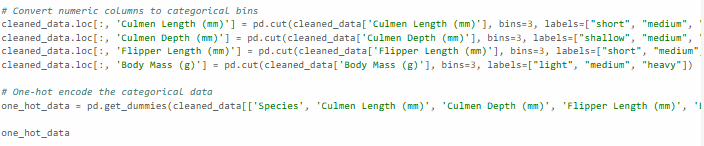 # Convert numeric columns to categorical bins
cleaned_data.loc[:, 'Culmen Length (mm)'] = pd.cut(cleaned_data['Culmen Length (mm)'], bins=3, labels=["short", "medium", "
cleaned_data.loc[:, 'Culmen Depth (mm)'] = pd.cut(cleaned_data['Culmen Depth (mm)'], bins=3, labels=["shallow", "medium", "
cleaned_data.loc[:, 'Flipper Length (mm)'] = pd.cut(cleaned_data['Flipper Length (mm)'], bins=3, labels=["short", "medium"
cleaned_data.loc[:, 'Body Mass (g)'] = pd.cut(cleaned_data['Body Mass (g)'], bins=3, labels=["light", "medium", "heavy"])
# One-hot encode the categorical data
one_hot_data = pd.get_dummies(cleaned_data[['Species', 'Culmen Length (mm)', 'Culmen Depth (mm)', 'Flipper Length (mm)', '
one_hot_data